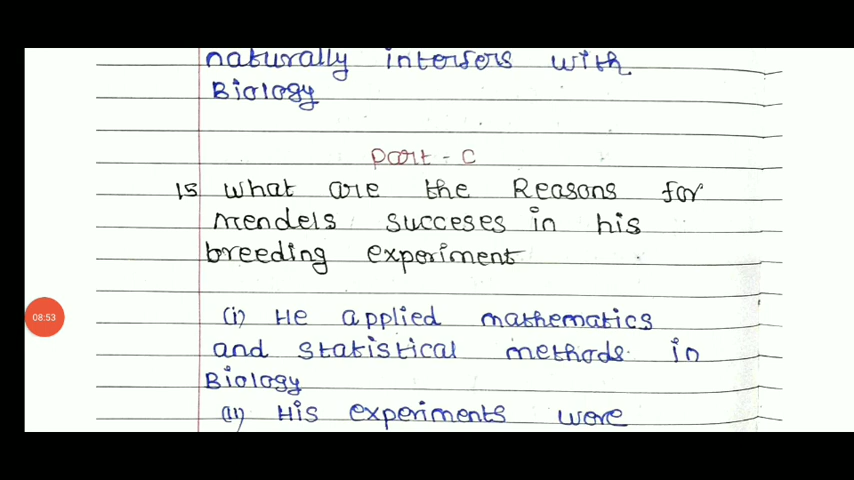 naturally intersers with
Biology
Part - C
15 What are the Reasons for
mendels succeses in his
breeding experiment
08:53
(i) He applied mathematics
and statistical methods in
Biology
(ii) His experiments were